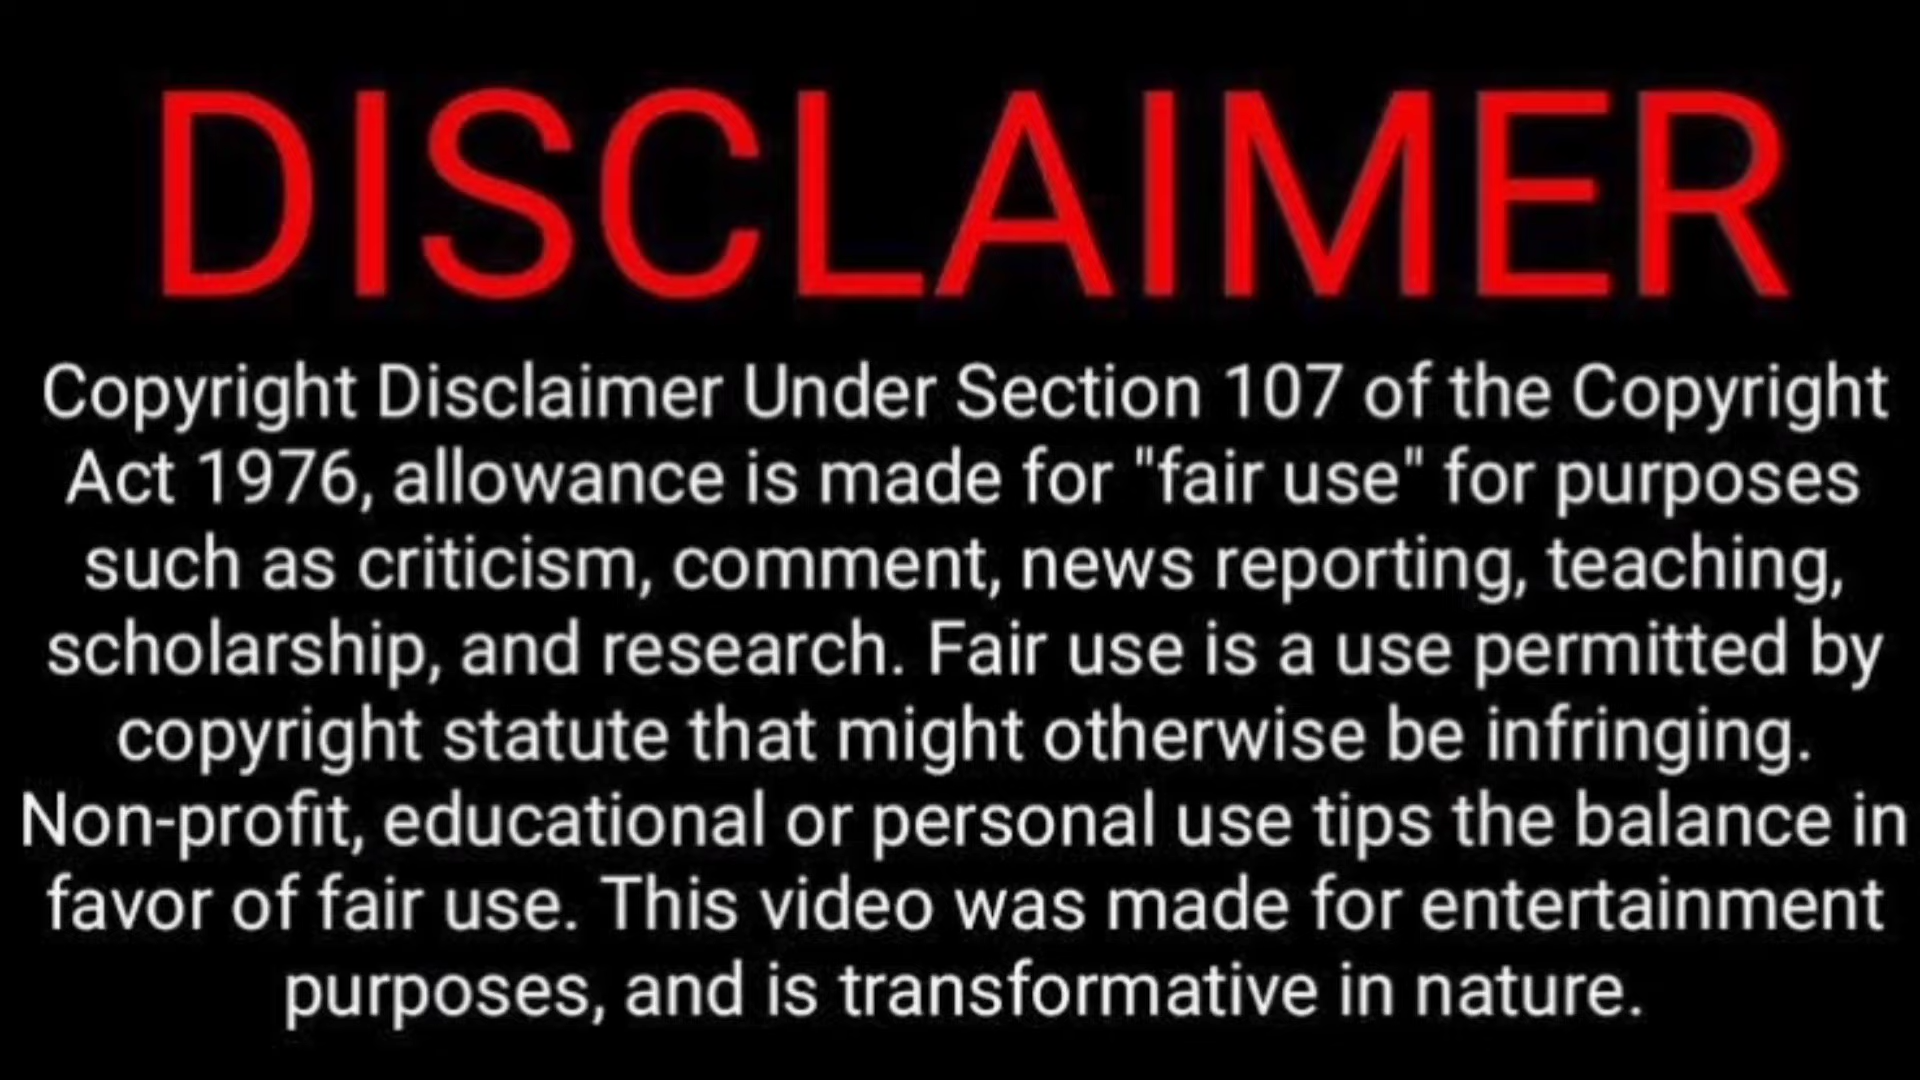 DISCLAIMER
Copyright Disclaimer Under Section 107 of the Copyright
Act 1976, allowance is made for "fair use" for purposes
such as criticism, comment, news reporting, teaching,
scholarship, and research. Fair use is a use permitted by
copyright statute that might otherwise be infringing.
Non-profit, educational or personal use tips the balance in
favor of fair use. This video was made for entertainment
purposes, and is transformative in nature.